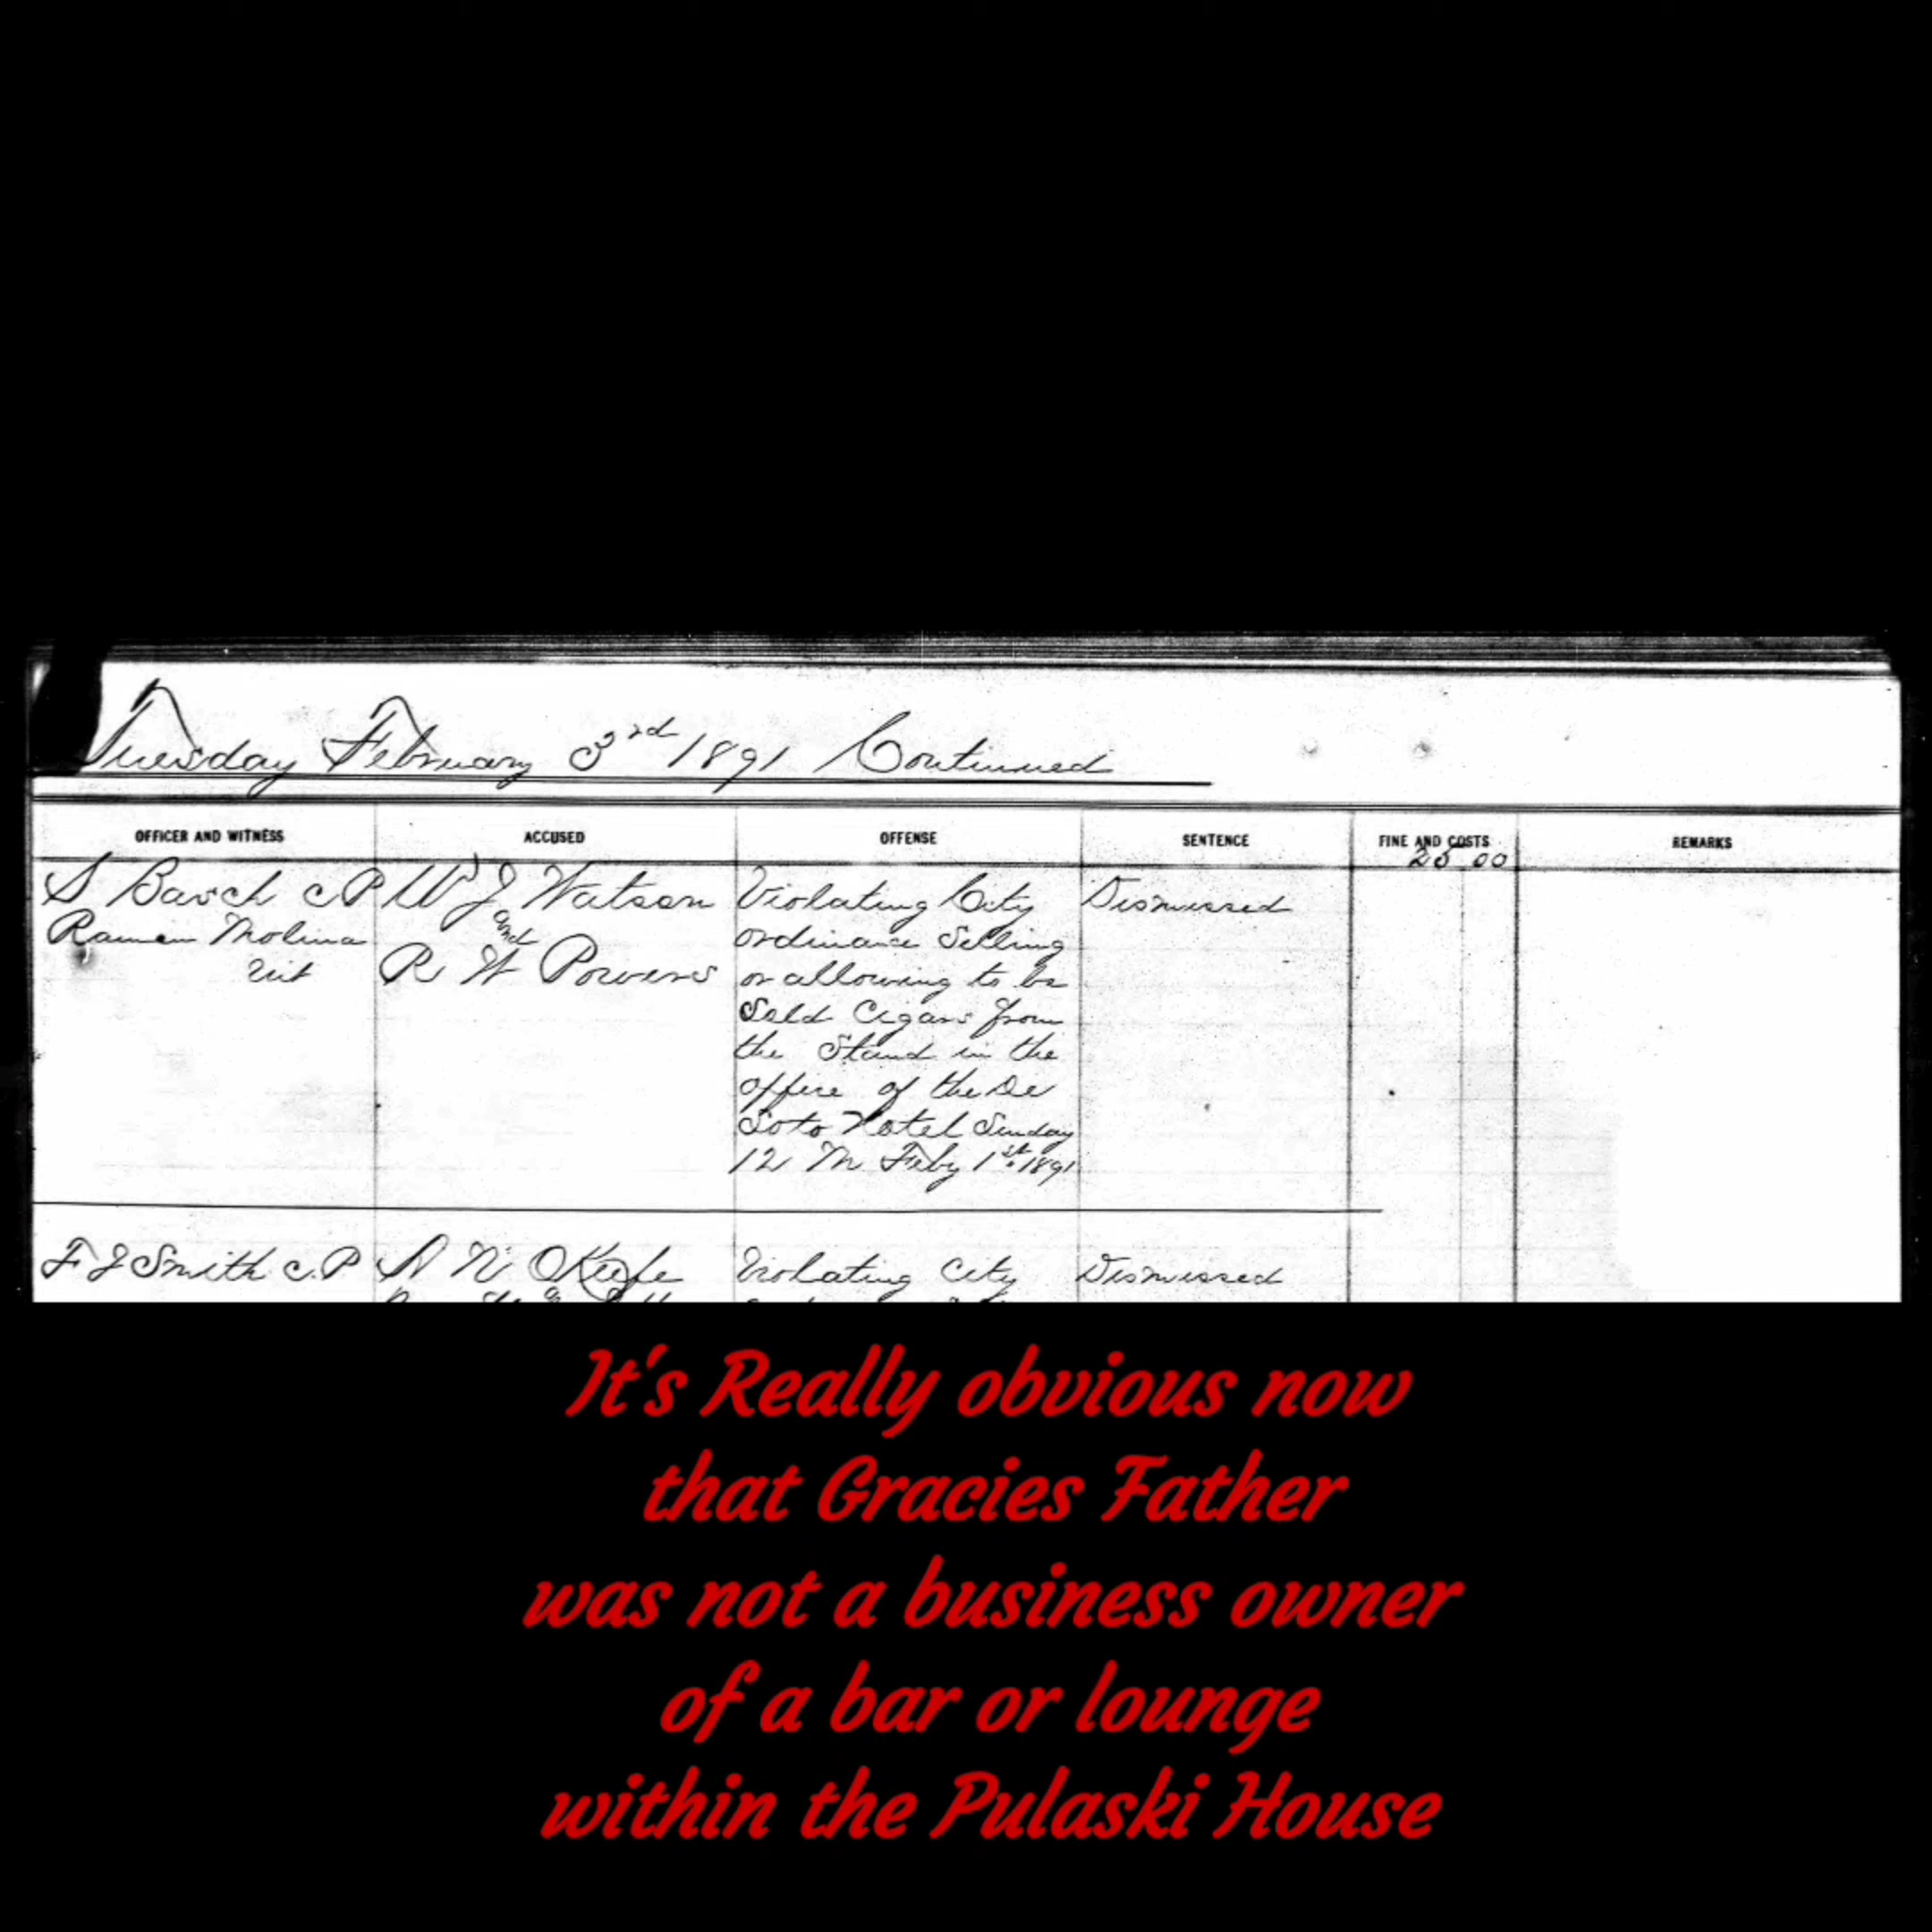 Tuesday February 3rd 1891 Continued
OFFICER AND WITNESS ACCUSED OFFENSE SENTENCE FINE AND COSTS REMARKS
20 00
S Basch c P W J Watson Violating City Dismissed
Ramon Molina and ordinance Selling
Wit R W Powers or allowing to be
Sold Cigars from
the Stand in the
office of the De
Soto Hotel Sunday
12 M Feby 1st 1891
F J Smith c.P A N OKeefe Violating City Dismissed
It's Really obvious now
that Gracies Father
was not a business owner
of a bar or lounge
within the Pulaski House